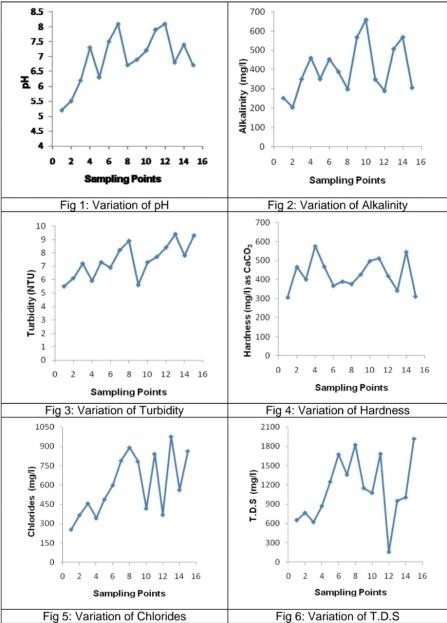 8.5
8
7.5
7
6.5
6
5.5
5
4.5
4
pH
0 2 4 6 8 10 12 14 16
Sampling Points
Fig 1: Variation of pH
700
600
500
400
300
200
100
0
Alkalinity (mg/l)
0 2 4 6 8 10 12 14 16
Sampling Points
Fig 2: Variation of Alkalinity
10
9
8
7
6
5
4
3
2
1
0
Turbidity (NTU)
0 2 4 6 8 10 12 14 16
Sampling Points
Fig 3: Variation of Turbidity
700
600
500
400
300
200
100
0
Hardness (mg/l) as CaCO₃
0 2 4 6 8 10 12 14 16
Sampling Points
Fig 4: Variation of Hardness
1050
900
750
600
450
300
150
0
Chlorides (mg/l)
0 2 4 6 8 10 12 14 16
Sampling Points
Fig 5: Variation of Chlorides
2100
1800
1500
1200
900
600
300
0
T.D.S (mg/l)
0 2 4 6 8 10 12 14 16
Sampling Points
Fig 6: Variation of T.D.S